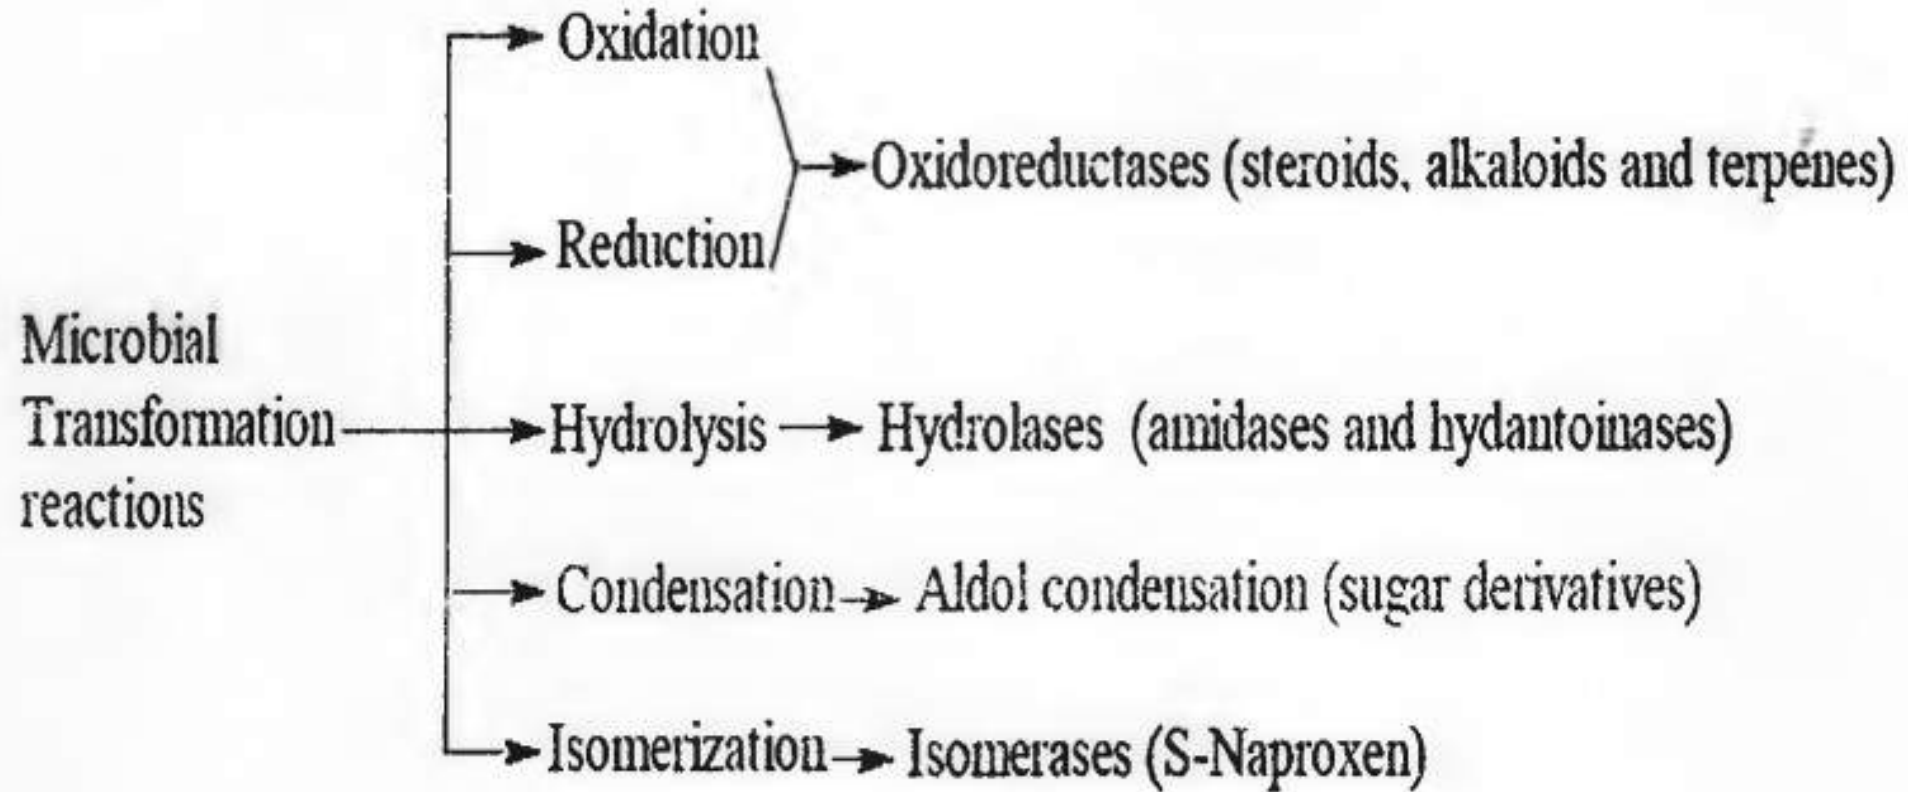 Oxidation
Oxidoreductases (steroids, alkaloids and terpenes)
Reduction
Microbial
Transformation
reactions
Hydrolysis
Hydrolases (amidases and hydantoinases)
Condensation
Aldol condensation (sugar derivatives)
Isomerization
Isomerases (S-Naproxen)